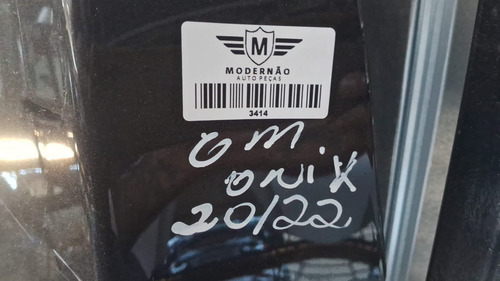 M
MODERNÃO
AUTO PEÇAS
3414
GM
ONiX
20/22